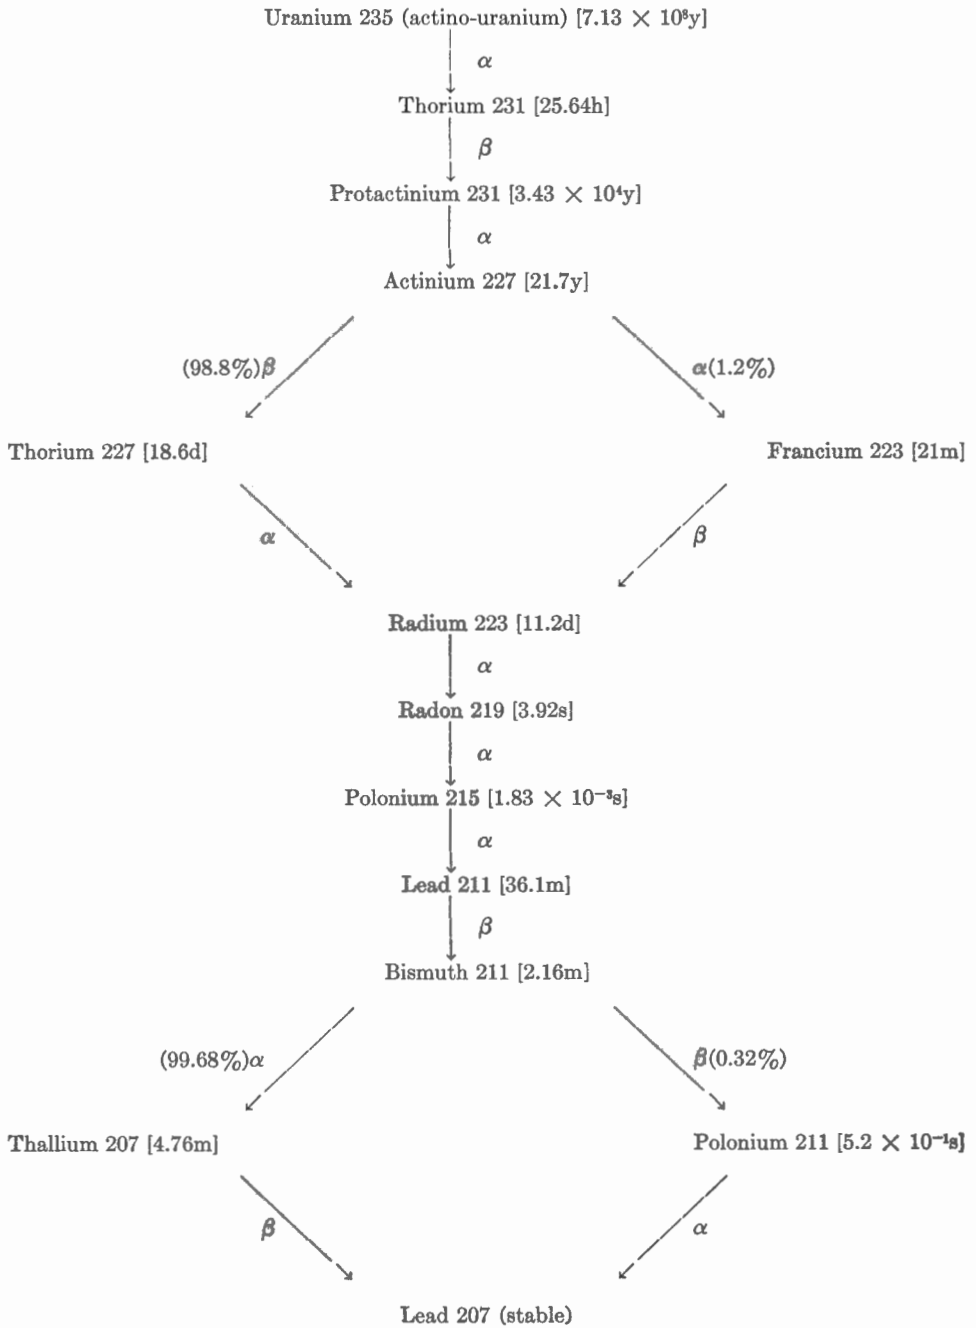 Uranium 235 (actino-uranium) [7.13 × 10⁸y]
α
Thorium 231 [25.64h]
β
Protactinium 231 [3.43 × 10⁴y]
α
Actinium 227 [21.7y]
(98.8%)β α(1.2%)
Thorium 227 [18.6d] Francium 223 [21m]
α β
Radium 223 [11.2d]
α
Radon 219 [3.92s]
α
Polonium 215 [1.83 × 10⁻³s]
α
Lead 211 [36.1m]
β
Bismuth 211 [2.16m]
(99.68%)α β(0.32%)
Thallium 207 [4.76m] Polonium 211 [5.2 × 10⁻¹s]
β α
Lead 207 (stable)